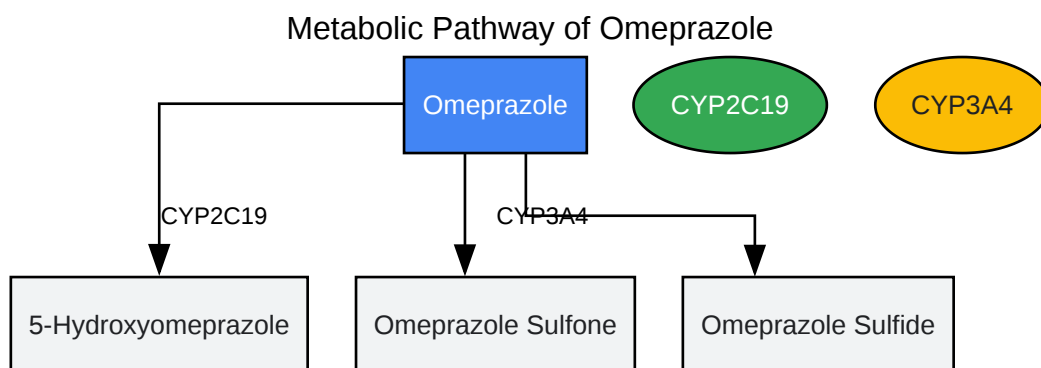 Metabolic Pathway of Omeprazole
Omeprazole
CYP2C19
CYP3A4
CYP2C19
CYP3A4
5-Hydroxyomeprazole
Omeprazole Sulfone
Omeprazole Sulfide